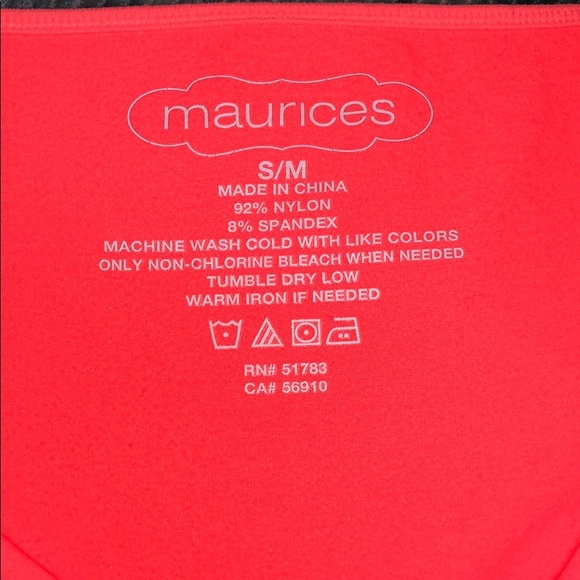 maurices
S/M
MADE IN CHINA
92% NYLON
8% SPANDEX
MACHINE WASH COLD WITH LIKE COLORS
ONLY NON-CHLORINE BLEACH WHEN NEEDED
TUMBLE DRY LOW
WARM IRON IF NEEDED
RN# 51783
CA# 56910